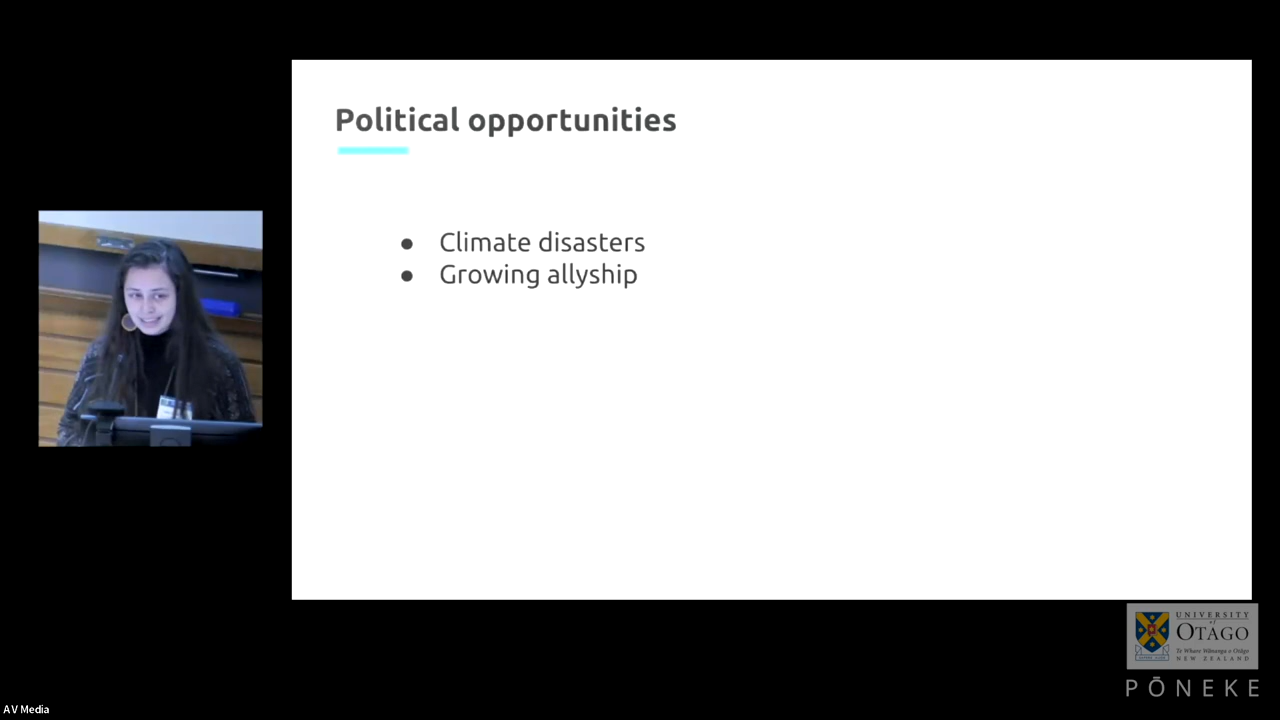 Political opportunities
● Climate disasters
● Growing allyship
UNIVERSITY
of
OTAGO
Te Whare Wānanga o Otāgo
NEW ZEALAND
PŌNEKE
AV Media